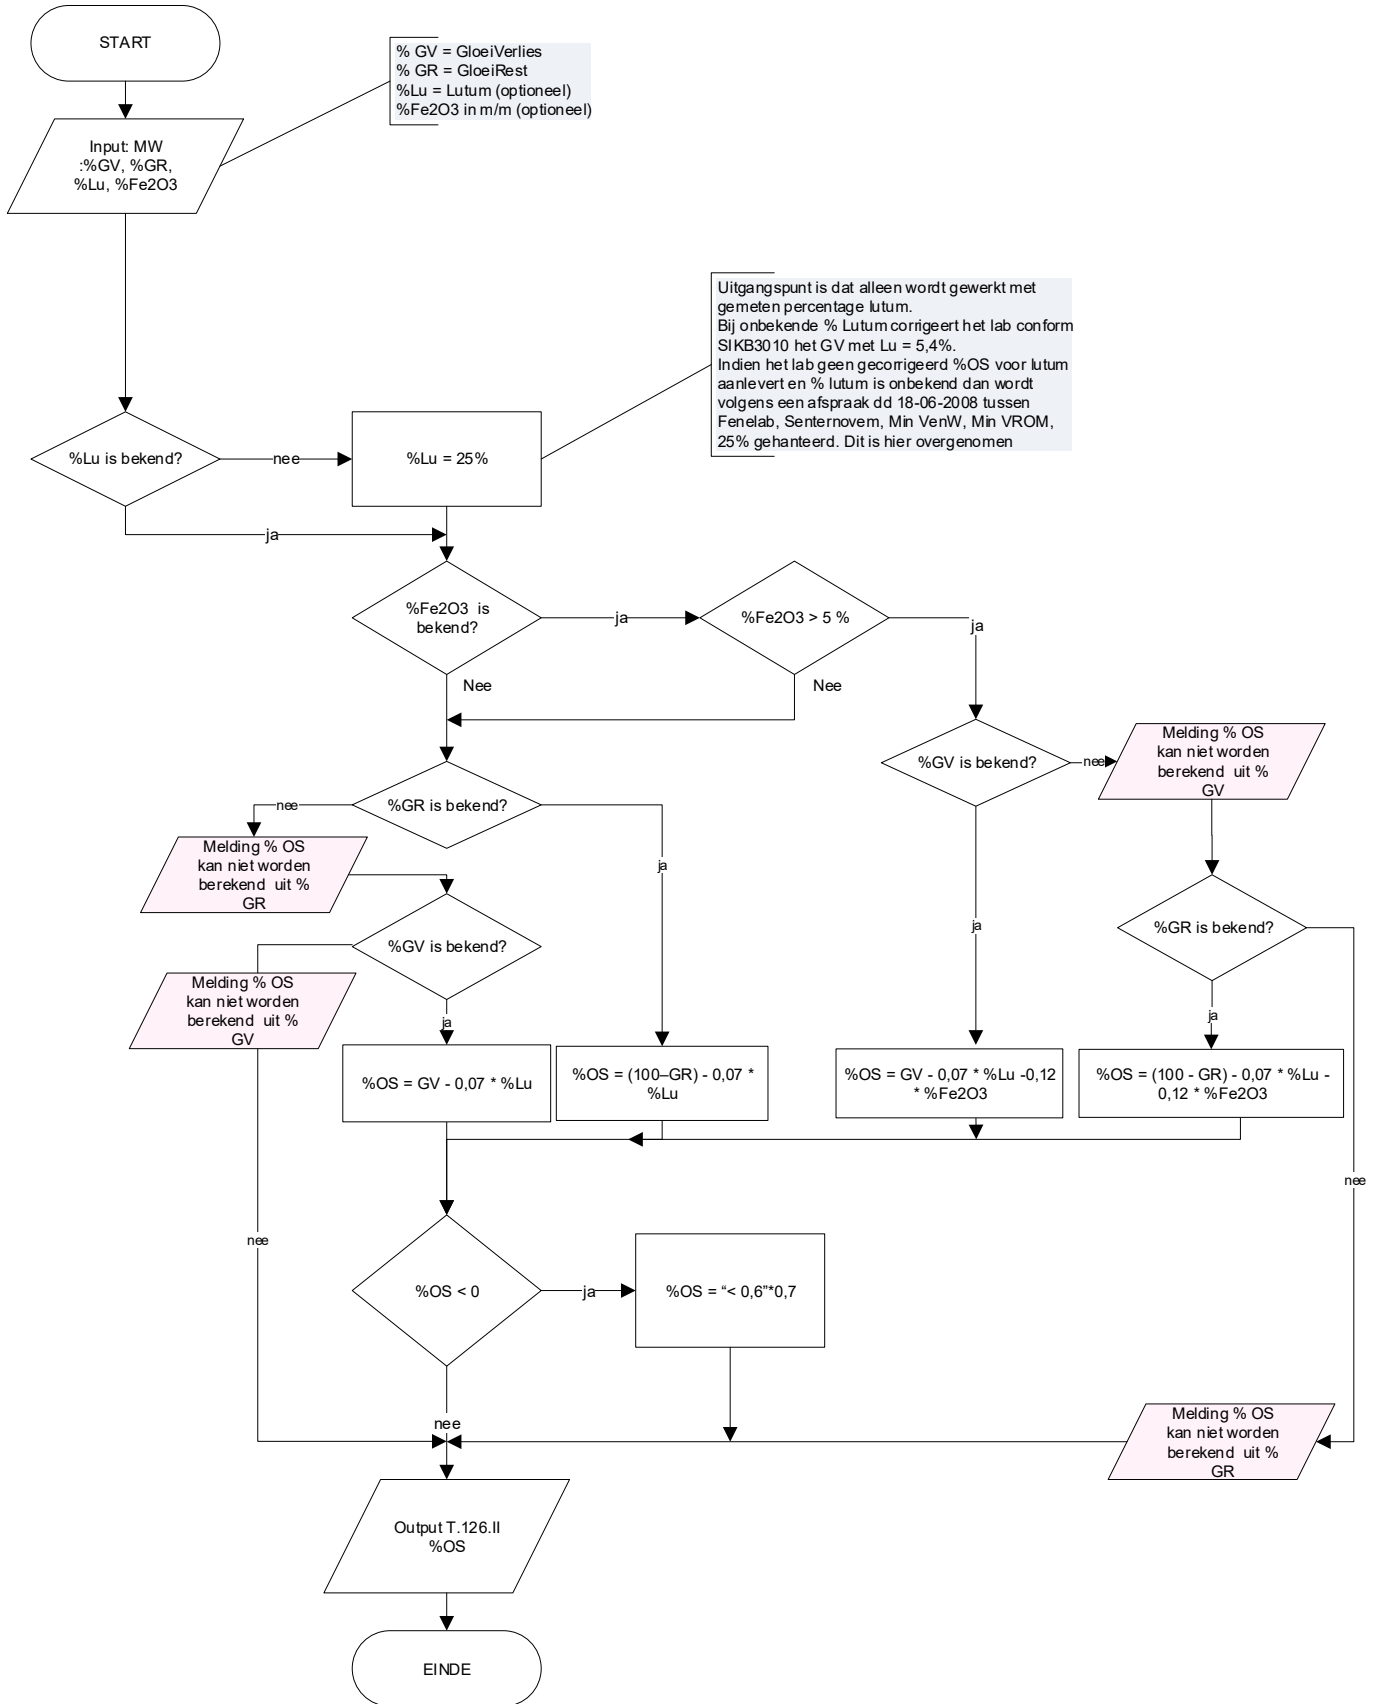 START
% GV = GloeiVerlies
% GR = GloeiRest
%Lu = Lutum (optioneel)
%Fe2O3 in m/m (optioneel)
Input: MW
:%GV, %GR,
%Lu, %Fe2O3
Uitgangspunt is dat alleen wordt gewerkt met
gemeten percentage lutum.
Bij onbekende % Lutum corrigeert het lab conform
SIKB3010 het GV met Lu = 5,4%.
Indien het lab geen gecorrigeerd %OS voor lutum
aanlevert en % lutum is onbekend dan wordt
volgens een afspraak dd 18-06-2008 tussen
Fenelab, Senternovem, Min VenW, Min VROM,
25% gehanteerd. Dit is hier overgenomen
%Lu is bekend?
nee
%Lu = 25%
ja
%Fe2O3 is
bekend?
ja
%Fe2O3 > 5 %
ja
Nee
Nee
%GV is bekend?
nee
Melding % OS
kan niet worden
berekend uit %
GV
%GR is bekend?
nee
ja
Melding % OS
kan niet worden
berekend uit %
GR
%GV is bekend?
ja
%GR is bekend?
Melding % OS
kan niet worden
berekend uit %
GV
ja
ja
%OS = GV - 0,07 * %Lu
%OS = (100–GR) - 0,07 *
%Lu
%OS = GV - 0,07 * %Lu -0,12
* %Fe2O3
%OS = (100 - GR) - 0,07 * %Lu -
0,12 * %Fe2O3
nee
nee
%OS < 0
ja
%OS = “< 0,6”*0,7
nee
Melding % OS
kan niet worden
berekend uit %
GR
Output T.126.II
%OS
EINDE